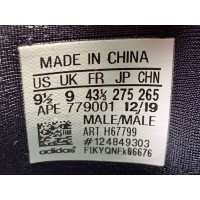 MADE IN CHINA
US UK FR JP CHN
9½ 9 43⅓ 275 265
APE 779001 12/19
MALE/MALE
ART H67799
#124849303
adidas FIKYQNFk06676